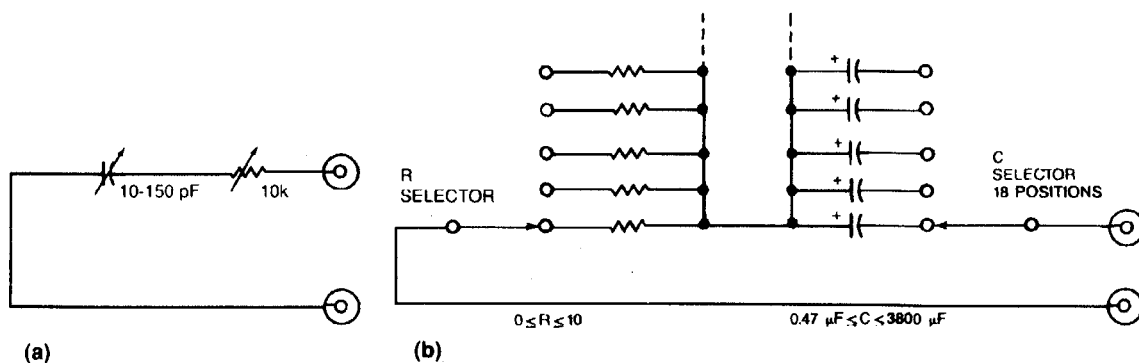 10-150 pF
10k
(a)
R
SELECTOR
+
+
+
+
+
C
SELECTOR
18 POSITIONS
0 ≤ R ≤ 10
0.47 µF ≤ C ≤ 3800 µF
(b)